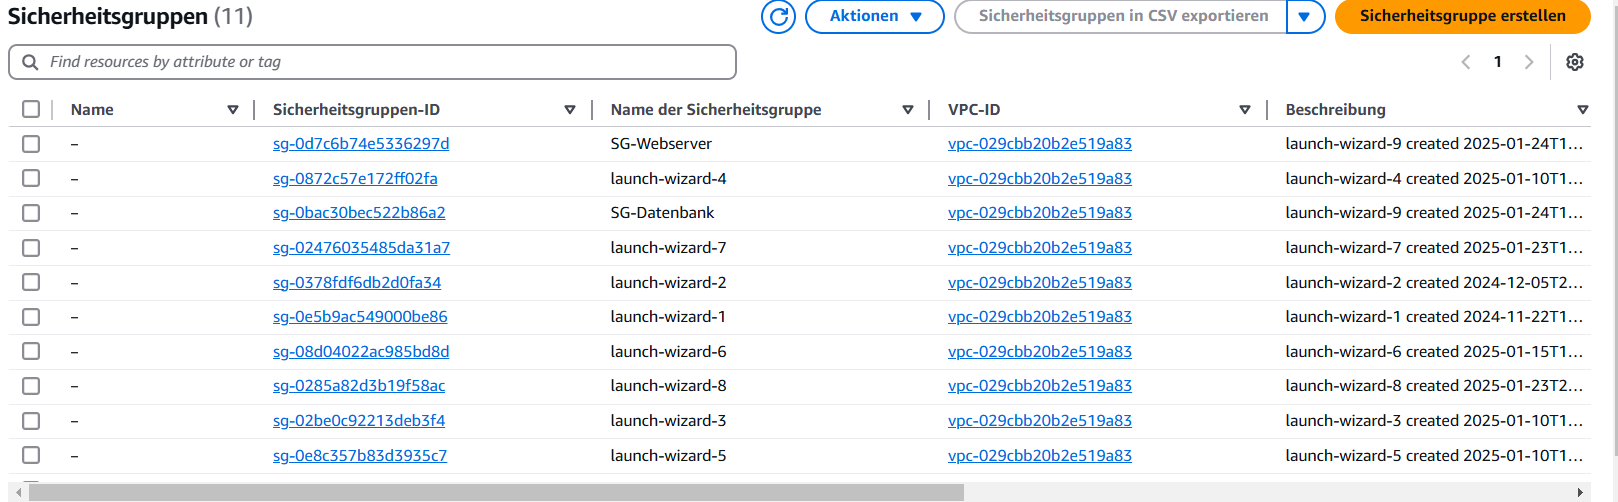 Sicherheitsgruppen (11) Aktionen Sicherheitsgruppen in CSV exportieren Sicherheitsgruppe erstellen
Find resources by attribute or tag 1
Name Sicherheitsgruppen-ID Name der Sicherheitsgruppe VPC-ID Beschreibung
– sg-0d7c6b74e5336297d SG-Webserver vpc-029cbb20b2e519a83 launch-wizard-9 created 2025-01-24T1...
– sg-0872c57e172ff02fa launch-wizard-4 vpc-029cbb20b2e519a83 launch-wizard-4 created 2025-01-10T1...
– sg-0bac30bec522b86a2 SG-Datenbank vpc-029cbb20b2e519a83 launch-wizard-9 created 2025-01-24T1...
– sg-02476035485da31a7 launch-wizard-7 vpc-029cbb20b2e519a83 launch-wizard-7 created 2025-01-23T1...
– sg-0378fdf6db2d0fa34 launch-wizard-2 vpc-029cbb20b2e519a83 launch-wizard-2 created 2024-12-05T2...
– sg-0e5b9ac549000be86 launch-wizard-1 vpc-029cbb20b2e519a83 launch-wizard-1 created 2024-11-22T1...
– sg-08d04022ac985bd8d launch-wizard-6 vpc-029cbb20b2e519a83 launch-wizard-6 created 2025-01-15T1...
– sg-0285a82d3b19f58ac launch-wizard-8 vpc-029cbb20b2e519a83 launch-wizard-8 created 2025-01-23T2...
– sg-02be0c92213deb3f4 launch-wizard-3 vpc-029cbb20b2e519a83 launch-wizard-3 created 2025-01-10T1...
– sg-0e8c357b83d3935c7 launch-wizard-5 vpc-029cbb20b2e519a83 launch-wizard-5 created 2025-01-10T1...